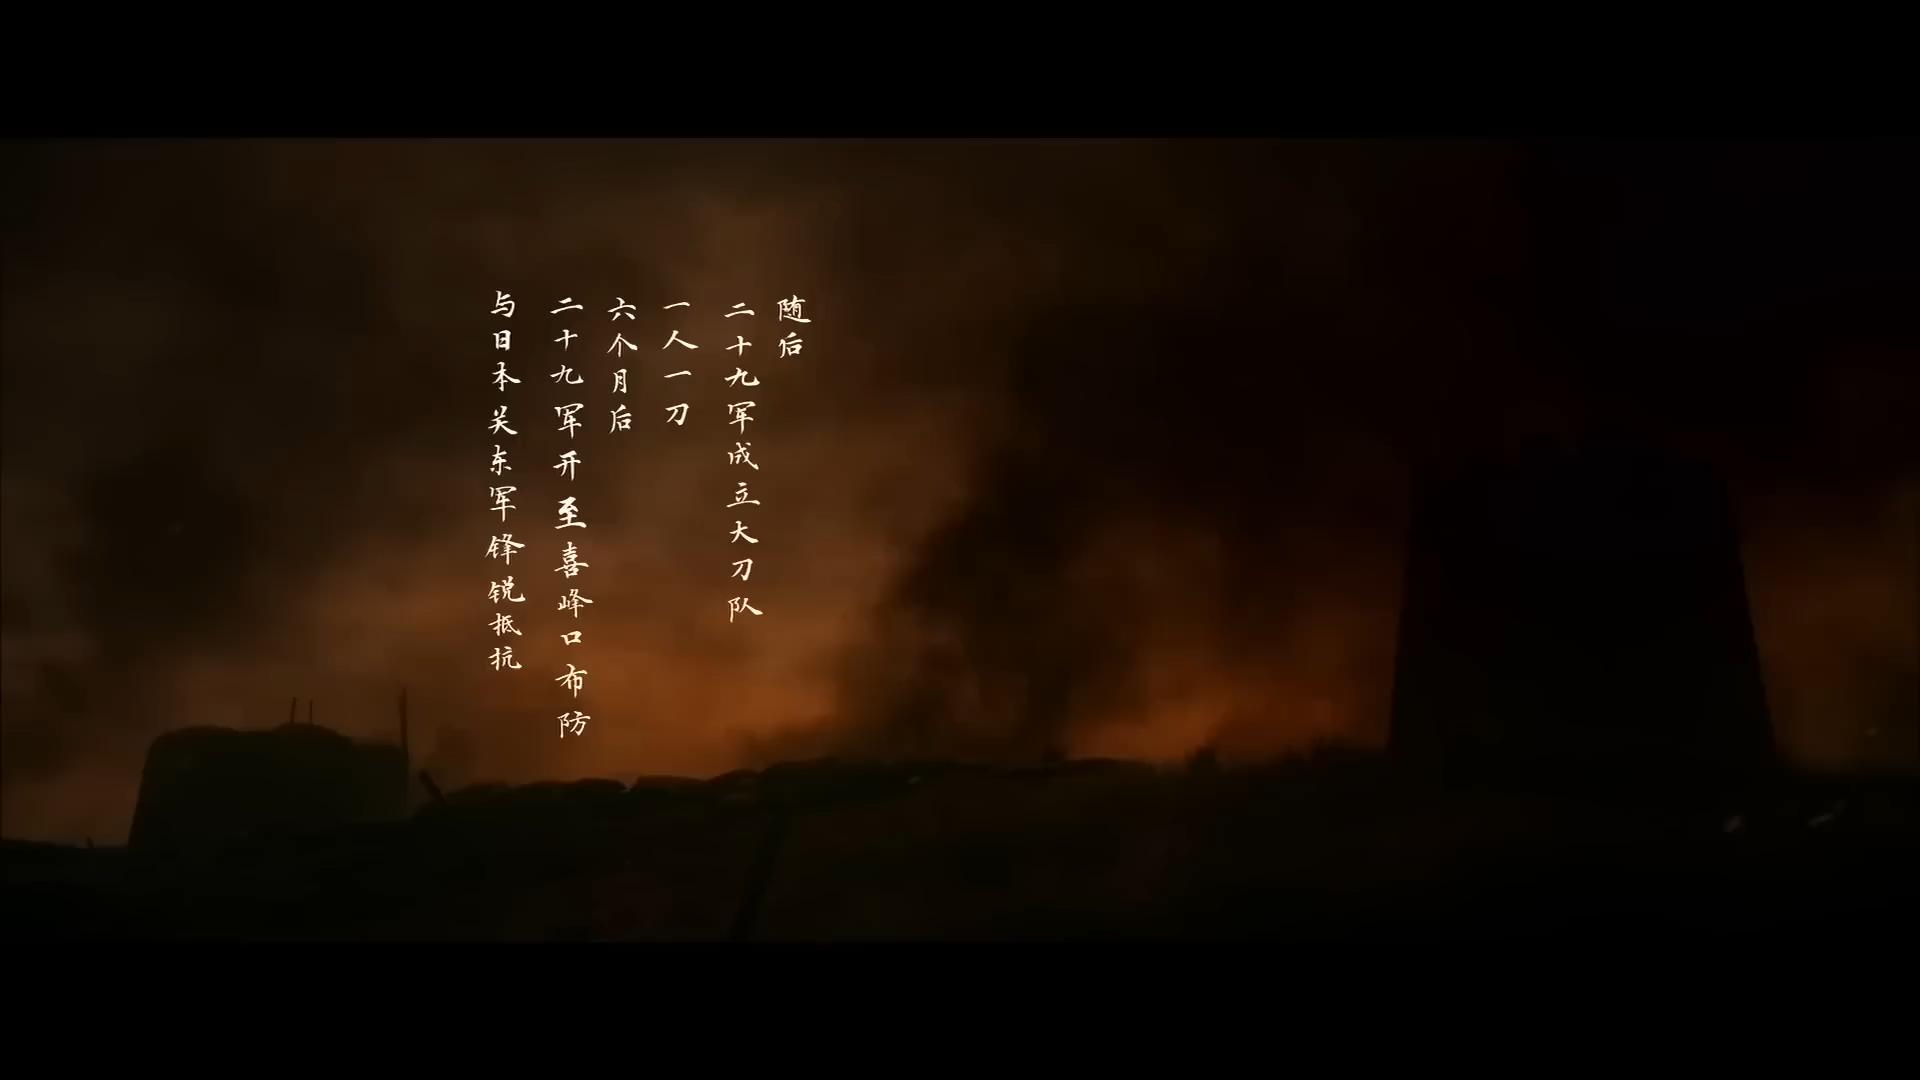 随后
二十九军成立大刀队
一人一刀
六个月后
二十九军开至喜峰口布防
与日本关东军锋锐抵抗